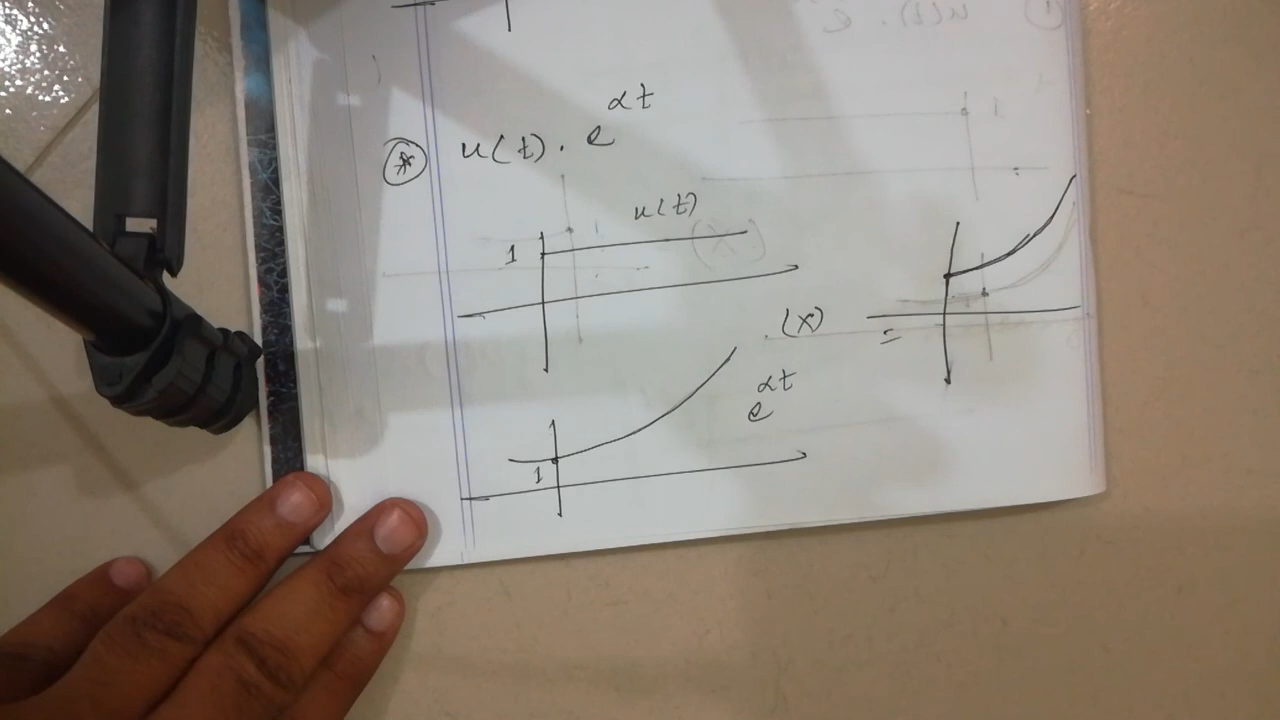 * u(t) . e^αt
u(t)
1
. (x)
=
e^αt
1